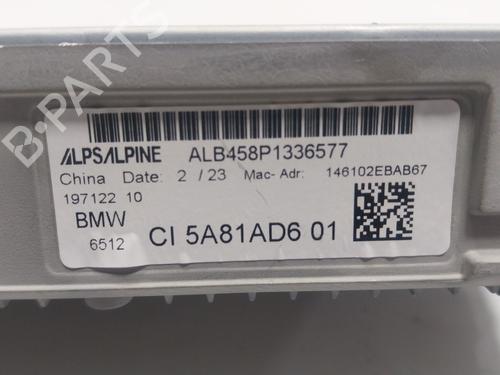 B-PARTS
ALPSALPINE ALB458P1336577
China Date: 2 / 23 Mac- Adr: 146102EBAB67
197122 10
BMW
6512 CI 5A81AD6 01